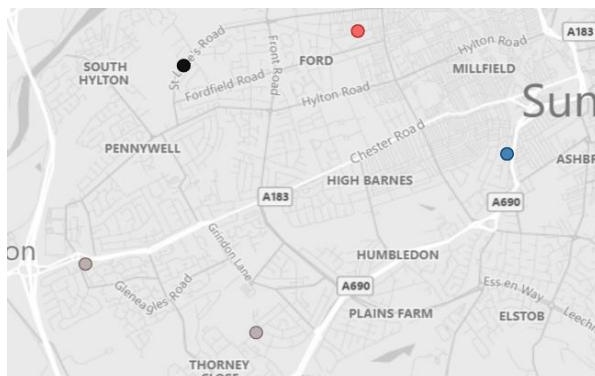 A183
St Luke's Road
Front Road
Hylton Road
SOUTH
HYLTON
FORD
MILLFIELD
Fordfield Road
Hylton Road
Sun
Chester Road
PENNYWELL
ASHBR
HIGH BARNES
A183
A690
Grindon Lane
on
HUMBLEDON
Gleneagles Road
A690
Essen Way
PLAINS FARM
ELSTOB
Leech
THORNEY
CLOSE